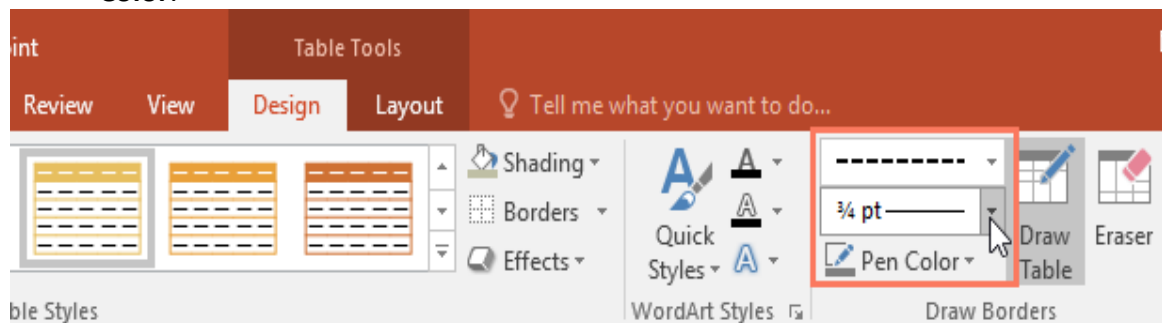 int
Table Tools
Review View Design Layout Tell me what you want to do...
Shading
Borders
Effects
Quick
Styles
¾ pt
Pen Color
Draw
Table
Eraser
ble Styles
WordArt Styles
Draw Borders